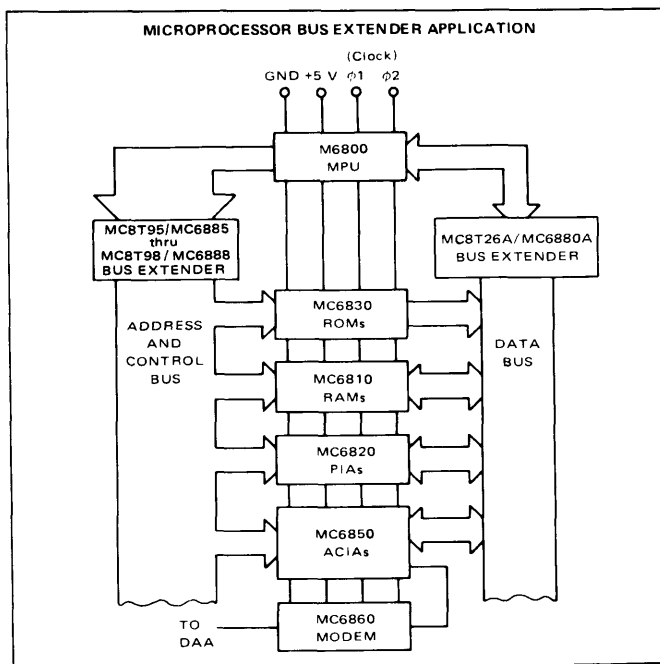 MICROPROCESSOR BUS EXTENDER APPLICATION
(Clock)
GND +5 V ϕ1 ϕ2
M6800
MPU
MC8T95/MC6885
thru
MC8T98/MC6888
BUS EXTENDER
MC8T26A/MC6880A
BUS EXTENDER
ADDRESS
AND
CONTROL
BUS
MC6830
ROMs
DATA
BUS
MC6810
RAMs
MC6820
PIAs
MC6850
ACIAs
TO
DAA
MC6860
MODEM